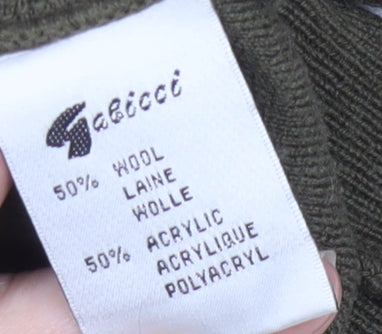 Gabicci
50% WOOL
LAINE
WOLLE
50% ACRYLIC
ACRYLIQUE
POLYACRYL